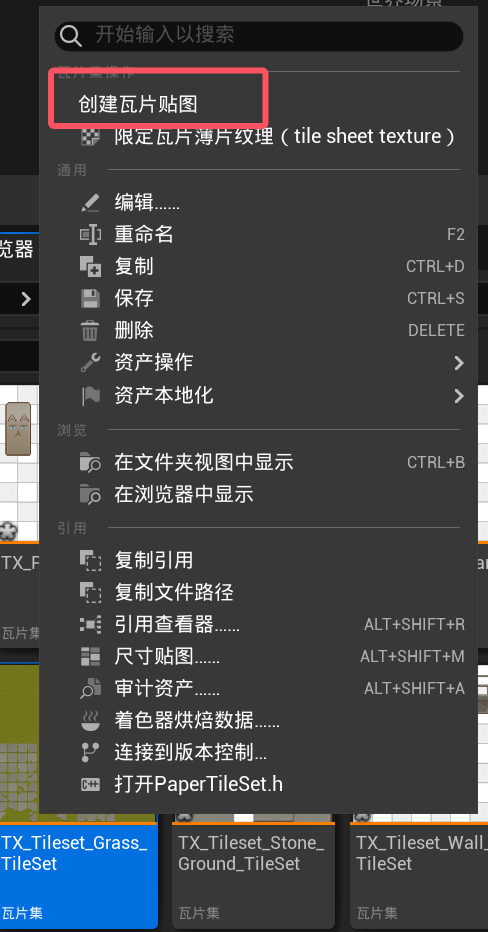 世界场景
开始输入以搜索
瓦片集操作
创建瓦片贴图
限定瓦片薄片纹理（tile sheet texture）
通用
编辑……
览器
重命名 F2
复制 CTRL+D
保存 CTRL+S
删除 DELETE
资产操作
资产本地化
浏览
在文件夹视图中显示 CTRL+B
在浏览器中显示
引用
复制引用
复制文件路径
引用查看器…… ALT+SHIFT+R
瓦片集
尺寸贴图…… ALT+SHIFT+M
审计资产…… ALT+SHIFT+A
着色器烘焙数据……
连接到版本控制...
打开PaperTileSet.h
TX_Tileset_Grass_
TileSet
瓦片集
TX_Tileset_Stone_
Ground_TileSet
瓦片集
TX_Tileset_Wall_
TileSet
瓦片集